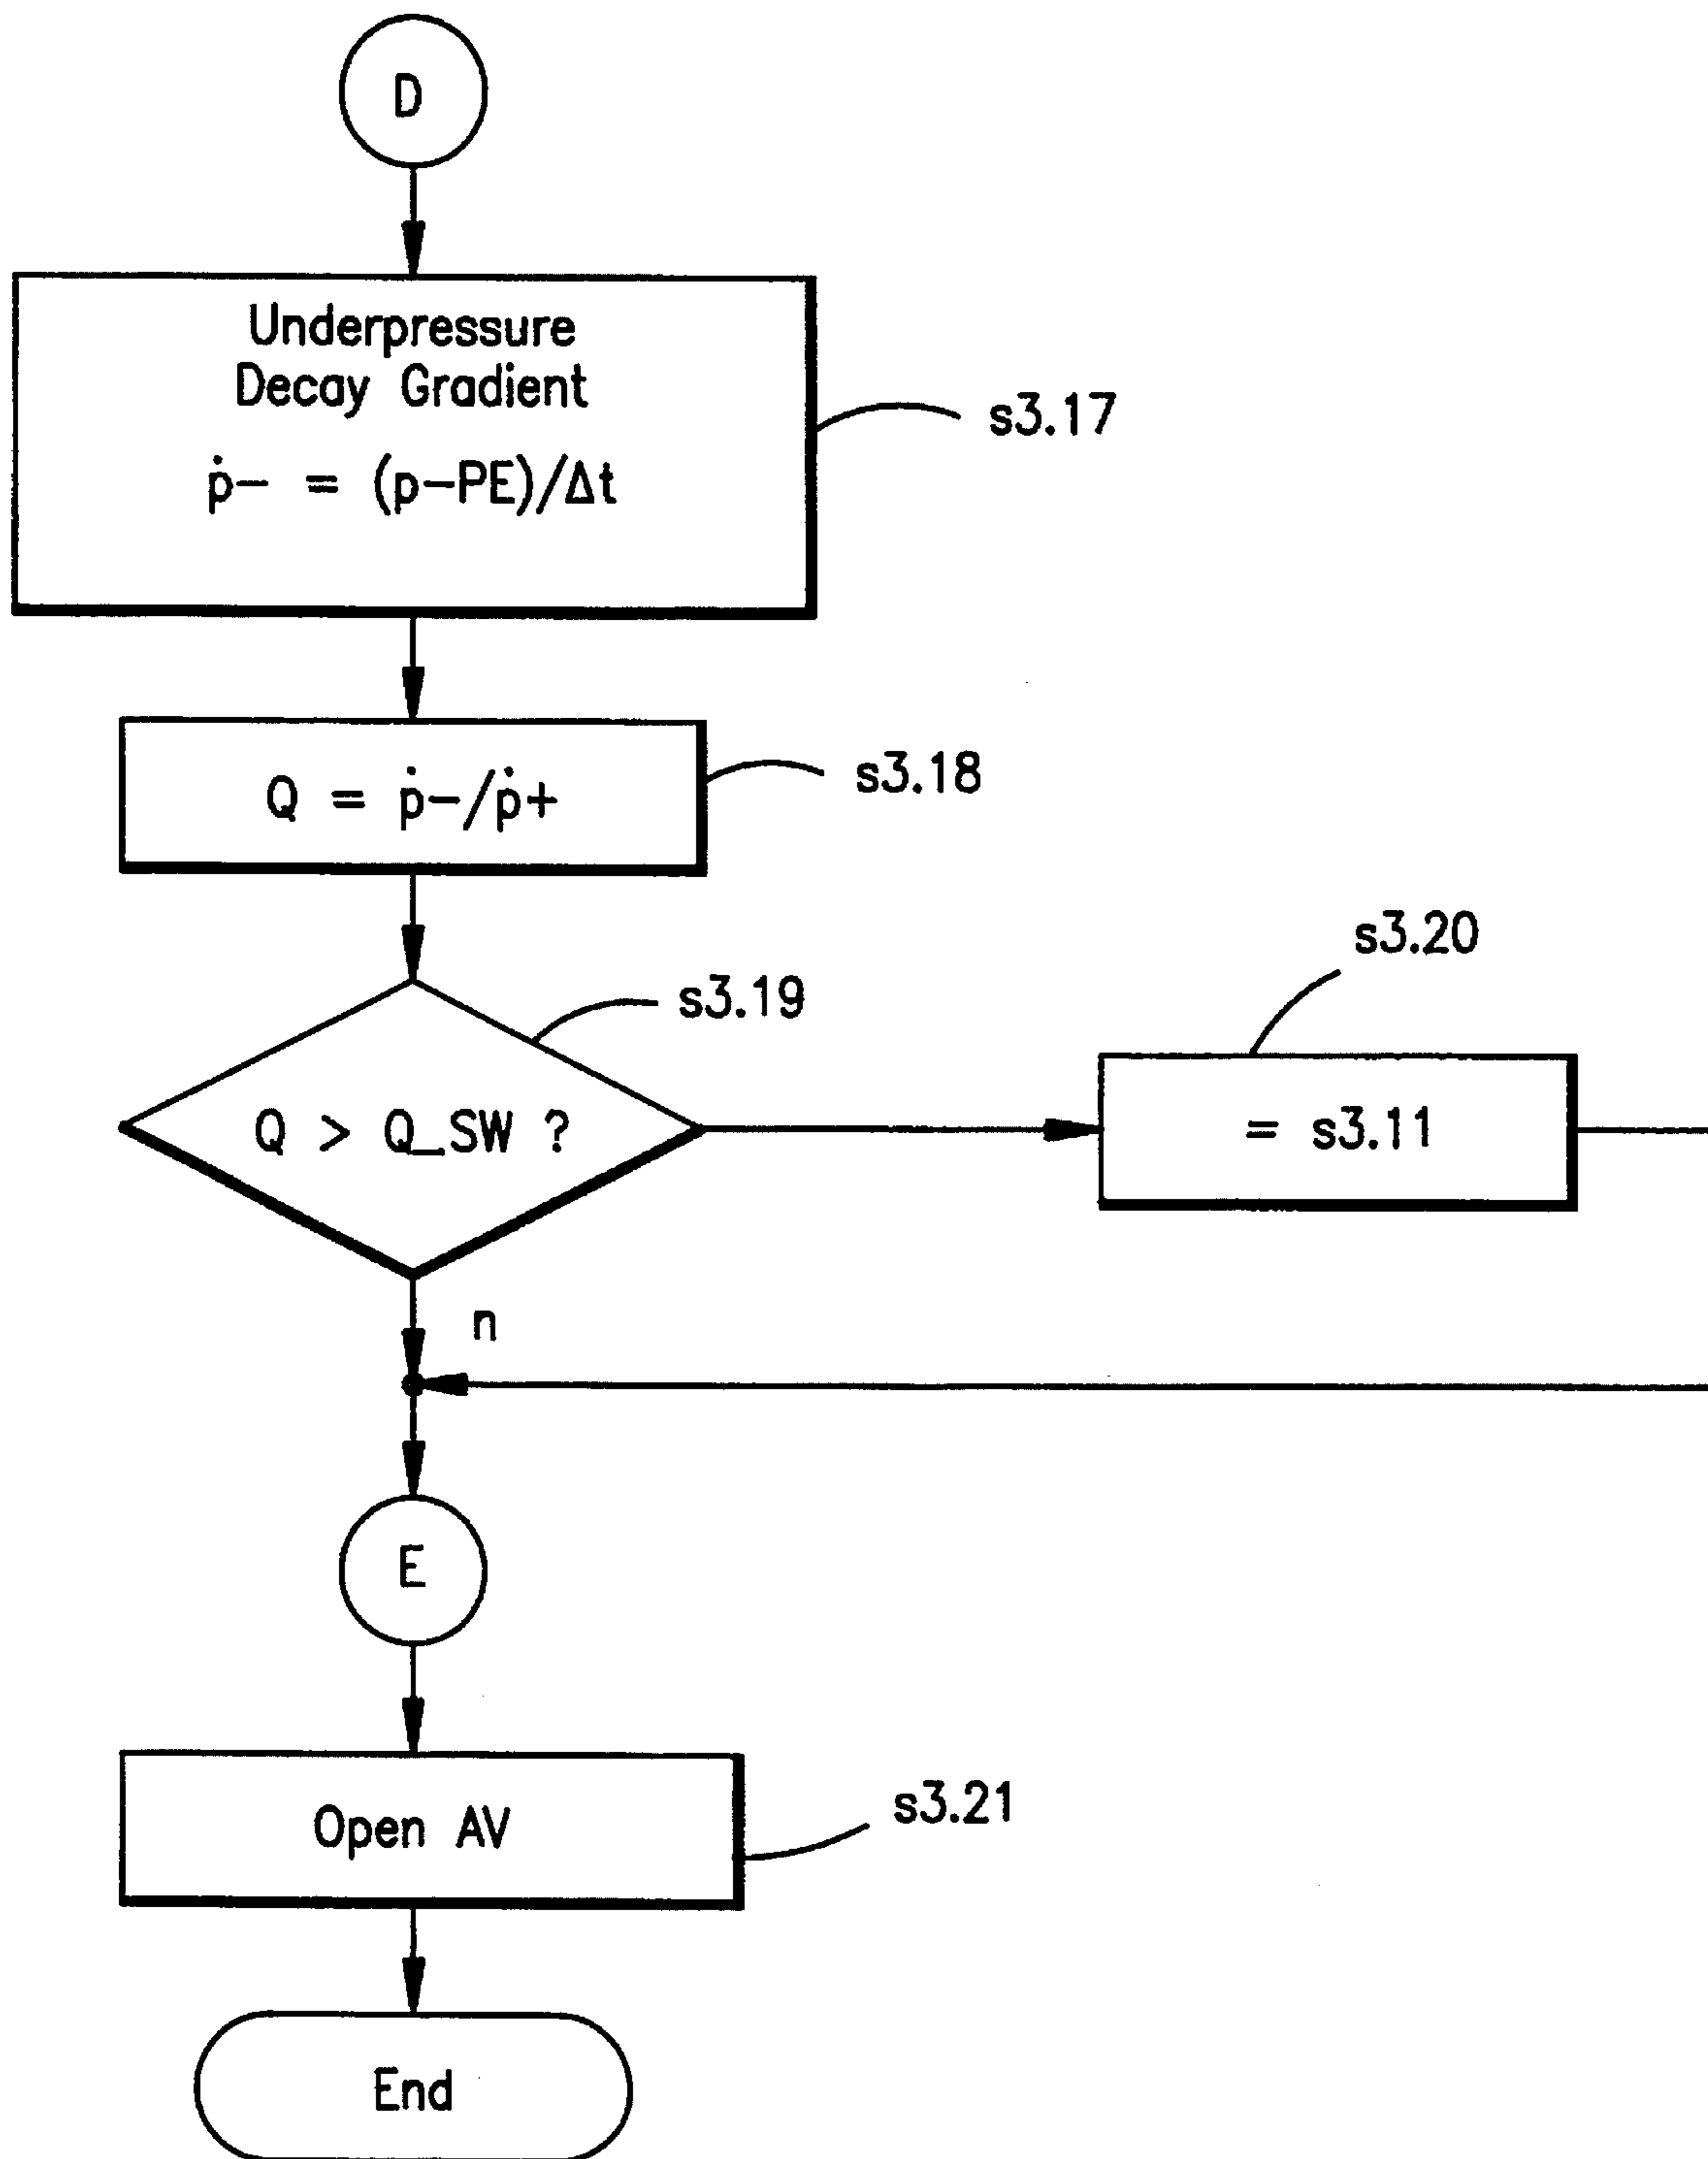 D
Underpressure
Decay Gradient
ṗ- = (p-PE)/Δt
s3.17
Q = ṗ-/ṗ+
s3.18
s3.19
Q > Q_SW ?
s3.20
= s3.11
n
E
Open AV
s3.21
End